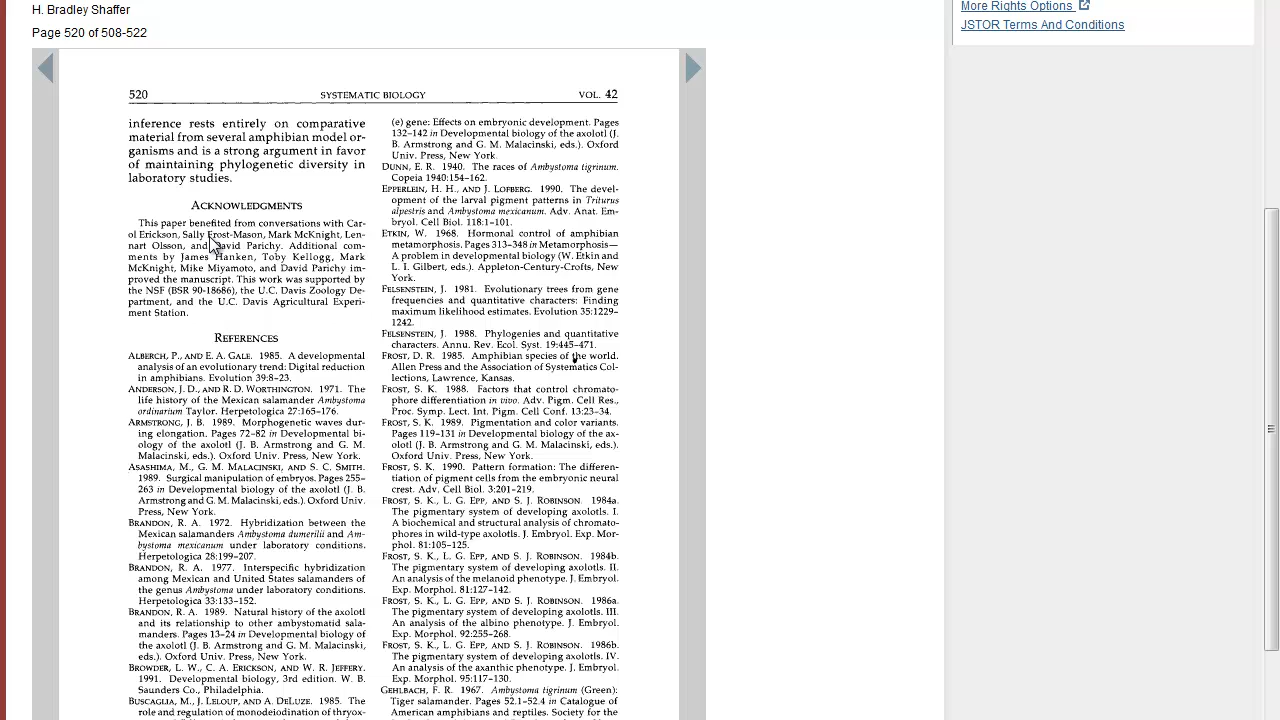 H. Bradley Shaffer
Page 520 of 508-522
More Rights Options
JSTOR Terms And Conditions
520
SYSTEMATIC BIOLOGY
VOL. 42
inference rests entirely on comparative
material from several amphibian model or-
ganisms and is a strong argument in favor
of maintaining phylogenetic diversity in
laboratory studies.
ACKNOWLEDGMENTS
This paper benefited from conversations with Car-
ol Erickson, Sally Frost-Mason, Mark McKnight, Len-
nart Olsson, and David Parichy. Additional com-
ments by James Hanken, Toby Kellogg, Mark
McKnight, Mike Miyamoto, and David Parichy im-
proved the manuscript. This work was supported by
the NSF (BSR 90-18686), the U.C. Davis Zoology De-
partment, and the U.C. Davis Agricultural Experi-
ment Station.
REFERENCES
ALBERCH, P., AND E. A. GALE. 1985. A developmental
analysis of an evolutionary trend: Digital reduction
in amphibians. Evolution 39:8–23.
ANDERSON, J. D., AND R. D. WORTHINGTON. 1971. The
life history of the Mexican salamander Ambystoma
ordinarium Taylor. Herpetologica 27:165–176.
ARMSTRONG, J. B. 1989. Morphogenetic waves dur-
ing elongation. Pages 72–82 in Developmental bi-
ology of the axolotl (J. B. Armstrong and G. M.
Malacinski, eds.). Oxford Univ. Press, New York.
ASASHIMA, M., G. M. MALACINSKI, AND S. C. SMITH.
1989. Surgical manipulation of embryos. Pages 255–
263 in Developmental biology of the axolotl (J. B.
Armstrong and G. M. Malacinski, eds.). Oxford Univ.
Press, New York.
BRANDON, R. A. 1972. Hybridization between the
Mexican salamanders Ambystoma dumerilii and Am-
bystoma mexicanum under laboratory conditions.
Herpetologica 28:199–207.
BRANDON, R. A. 1977. Interspecific hybridization
among Mexican and United States salamanders of
the genus Ambystoma under laboratory conditions.
Herpetologica 33:133–152.
BRANDON, R. A. 1989. Natural history of the axolotl
and its relationship to other ambystomatid sala-
manders. Pages 13–24 in Developmental biology of
the axolotl (J. B. Armstrong and G. M. Malacinski,
eds.). Oxford Univ. Press, New York.
BROWDER, L. W., C. A. ERICKSON, AND W. R. JEFFERY.
1991. Developmental biology, 3rd edition. W. B.
Saunders Co., Philadelphia.
BUSCAGLIA, M., J. LELOUP, AND A. DELUZE. 1985. The
role and regulation of monodeiodination of thyrox-
(e) gene: Effects on embryonic development. Pages
132–142 in Developmental biology of the axolotl (J.
B. Armstrong and G. M. Malacinski, eds.). Oxford
Univ. Press, New York.
DUNN, E. R. 1940. The races of Ambystoma tigrinum.
Copeia 1940:154–162.
EPPERLEIN, H. H., AND J. LOFBERG. 1990. The devel-
opment of the larval pigment patterns in Triturus
alpestris and Ambystoma mexicanum. Adv. Anat. Em-
bryol. Cell Biol. 118:1–101.
ETKIN, W. 1968. Hormonal control of amphibian
metamorphosis. Pages 313–348 in Metamorphosis—
A problem in developmental biology (W. Etkin and
L. I. Gilbert, eds.). Appleton-Century-Crofts, New
York.
FELSENSTEIN, J. 1981. Evolutionary trees from gene
frequencies and quantitative characters: Finding
maximum likelihood estimates. Evolution 35:1229–
1242.
FELSENSTEIN, J. 1988. Phylogenies and quantitative
characters. Annu. Rev. Ecol. Syst. 19:445–471.
FROST, D. R. 1985. Amphibian species of the world.
Allen Press and the Association of Systematics Col-
lections, Lawrence, Kansas.
FROST, S. K. 1988. Factors that control chromato-
phore differentiation in vivo. Adv. Pigm. Cell Res.,
Proc. Symp. Lect. Int. Pigm. Cell Conf. 13:23–34.
FROST, S. K. 1989. Pigmentation and color variants.
Pages 119–131 in Developmental biology of the ax-
olotl (J. B. Armstrong and G. M. Malacinski, eds.).
Oxford Univ. Press, New York.
FROST, S. K. 1990. Pattern formation: The differen-
tiation of pigment cells from the embryonic neural
crest. Adv. Cell Biol. 3:201–219.
FROST, S. K., L. G. EPP, AND S. J. ROBINSON. 1984a.
The pigmentary system of developing axolotls. I.
A biochemical and structural analysis of chromato-
phores in wild-type axolotls. J. Embryol. Exp. Mor-
phol. 81:105–125.
FROST, S. K., L. G. EPP, AND S. J. ROBINSON. 1984b.
The pigmentary system of developing axolotls. II.
An analysis of the melanoid phenotype. J. Embryol.
Exp. Morphol. 81:127–142.
FROST, S. K., L. G. EPP, AND S. J. ROBINSON. 1986a.
The pigmentary system of developing axolotls. III.
An analysis of the albino phenotype. J. Embryol.
Exp. Morphol. 92:255–268.
FROST, S. K., L. G. EPP, AND S. J. ROBINSON. 1986b.
The pigmentary system of developing axolotls. IV.
An analysis of the axanthic phenotype. J. Embryol.
Exp. Morphol. 95:117–130.
GEHLBACH, F. R. 1967. Ambystoma tigrinum (Green):
Tiger salamander. Pages 52.1–52.4 in Catalogue of
American amphibians and reptiles. Society for the